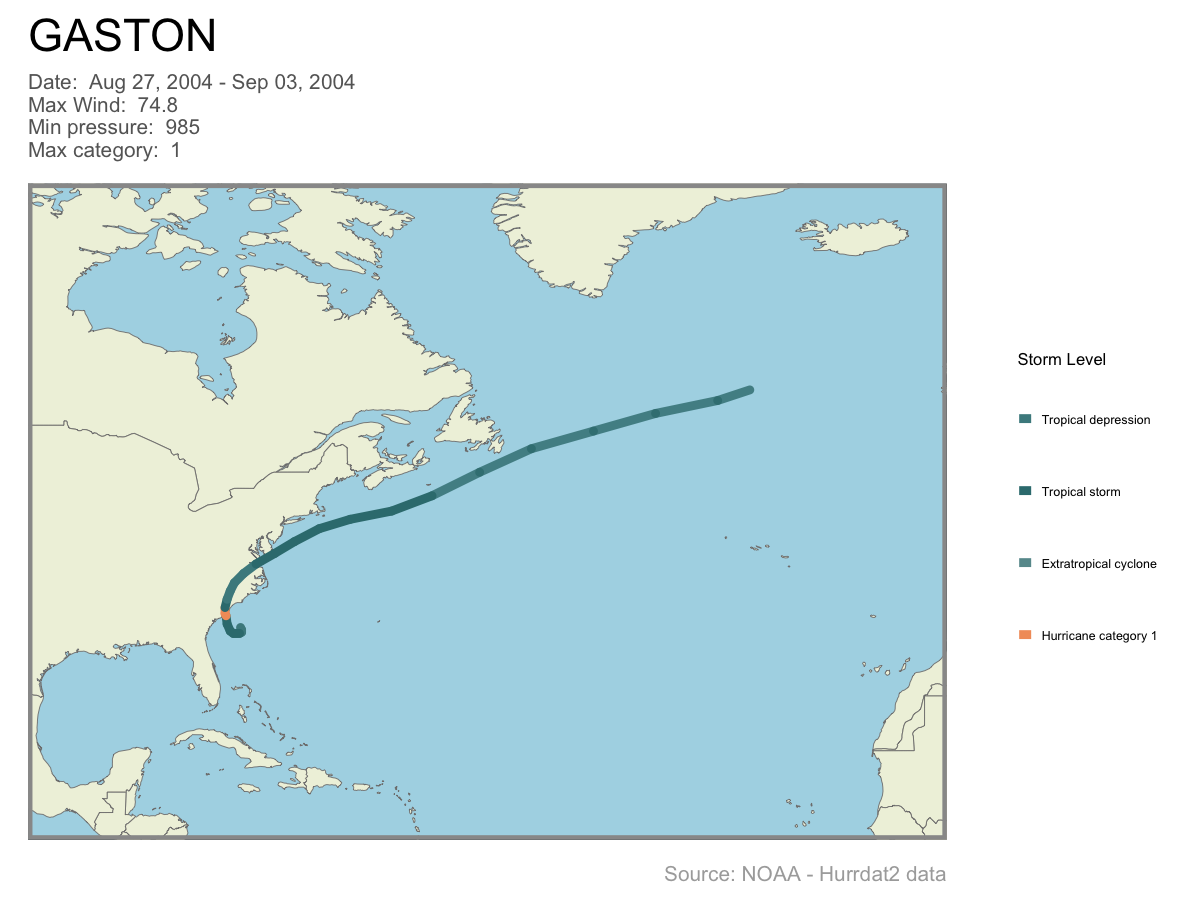 GASTON
Date:  Aug 27, 2004 - Sep 03, 2004
Max Wind:  74.8
Min pressure:  985
Max category:  1
Storm Level
Tropical depression
Tropical storm
Extratropical cyclone
Hurricane category 1
Source: NOAA - Hurrdat2 data